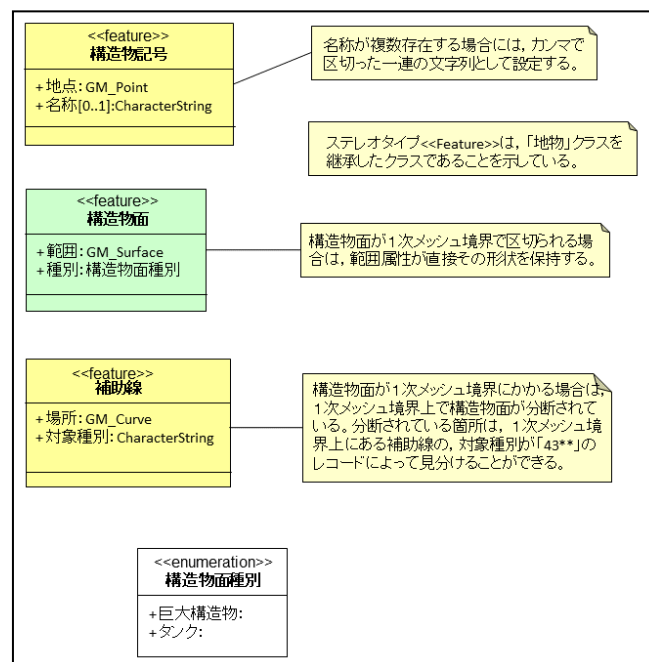 <<feature>>
構造物記号
+地点:GM_Point
+名称[0..1]:CharacterString
名称が複数存在する場合には，カンマで
区切った一連の文字列として設定する。
ステレオタイプ<<Feature>>は，「地物」クラスを
継承したクラスであることを示している。
<<feature>>
構造物面
+範囲:GM_Surface
+種別:構造物面種別
構造物面が１次メッシュ境界で区切られる場
合は，範囲属性が直接その形状を保持する。
<<feature>>
補助線
+場所:GM_Curve
+対象種別:CharacterString
構造物面が１次メッシュ境界にかかる場合は，
１次メッシュ境界上で構造物面が分断されて
いる。分断されている箇所は，１次メッシュ境
界上にある補助線の，対象種別が「43**」の
レコードによって見分けることができる。
<<enumeration>>
構造物面種別
+巨大構造物:
+タンク: